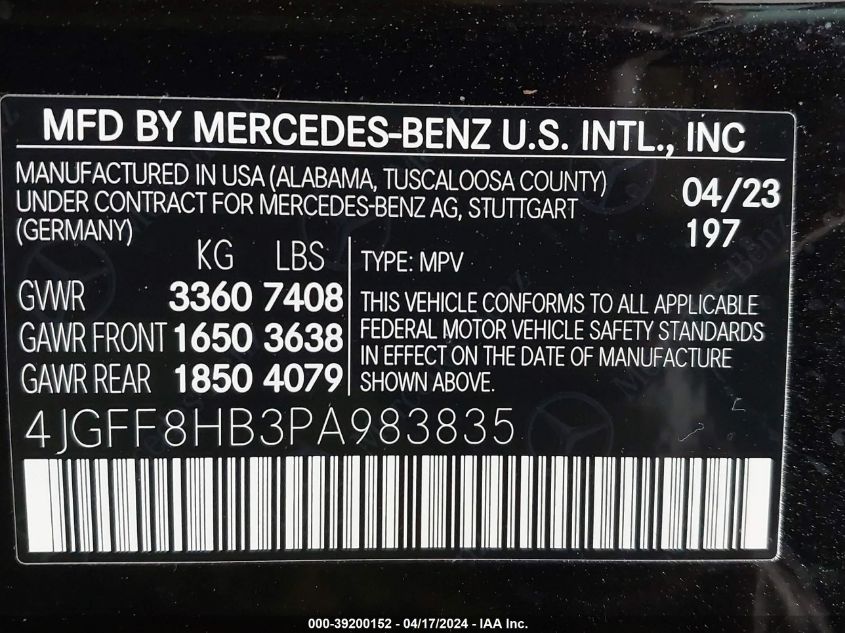 MFD BY MERCEDES-BENZ U.S. INTL., INC
MANUFACTURED IN USA (ALABAMA, TUSCALOOSA COUNTY)
UNDER CONTRACT FOR MERCEDES-BENZ AG, STUTTGART
(GERMANY)
04/23
197
KG LBS
GVWR 3360 7408
GAWR FRONT 1650 3638
GAWR REAR 1850 4079
TYPE: MPV
THIS VEHICLE CONFORMS TO ALL APPLICABLE
FEDERAL MOTOR VEHICLE SAFETY STANDARDS
IN EFFECT ON THE DATE OF MANUFACTURE
SHOWN ABOVE.
4JGFF8HB3PA983835
000-39200152 - 04/17/2024 - IAA Inc.